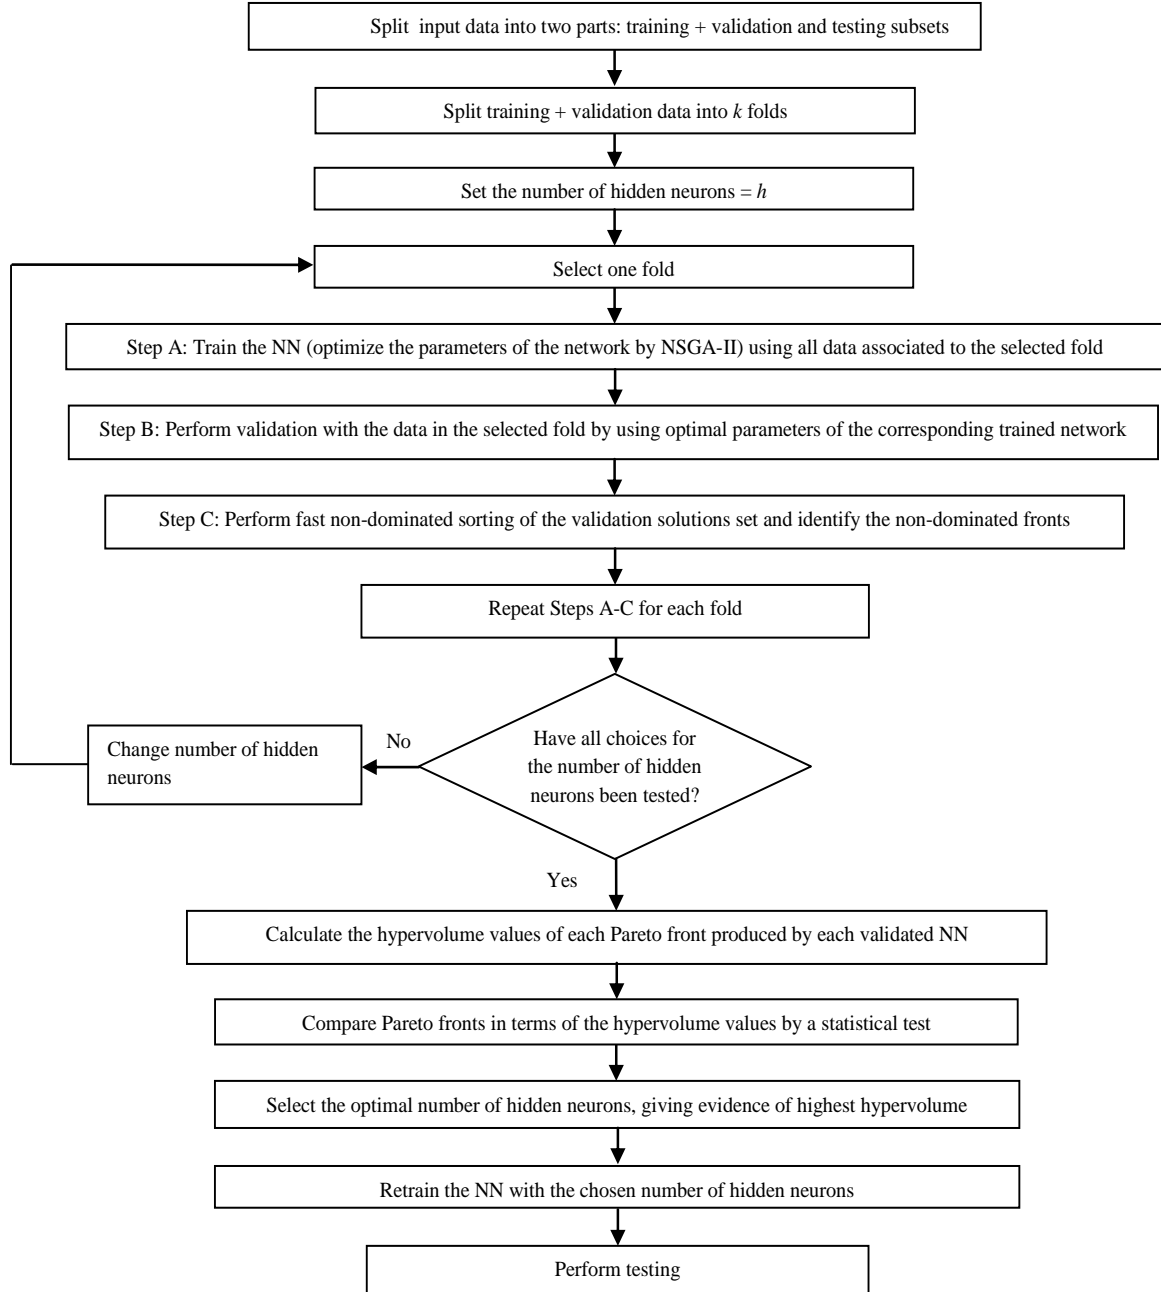 Split input data into two parts: training + validation and testing subsets
Split training + validation data into k folds
Set the number of hidden neurons = h
Select one fold
Step A: Train the NN (optimize the parameters of the network by NSGA-II) using all data associated to the selected fold
Step B: Perform validation with the data in the selected fold by using optimal parameters of the corresponding trained network
Step C: Perform fast non-dominated sorting of the validation solutions set and identify the non-dominated fronts
Repeat Steps A-C for each fold
Have all choices for
the number of hidden
neurons been tested?
No
Change number of hidden
neurons
Yes
Calculate the hypervolume values of each Pareto front produced by each validated NN
Compare Pareto fronts in terms of the hypervolume values by a statistical test
Select the optimal number of hidden neurons, giving evidence of highest hypervolume
Retrain the NN with the chosen number of hidden neurons
Perform testing